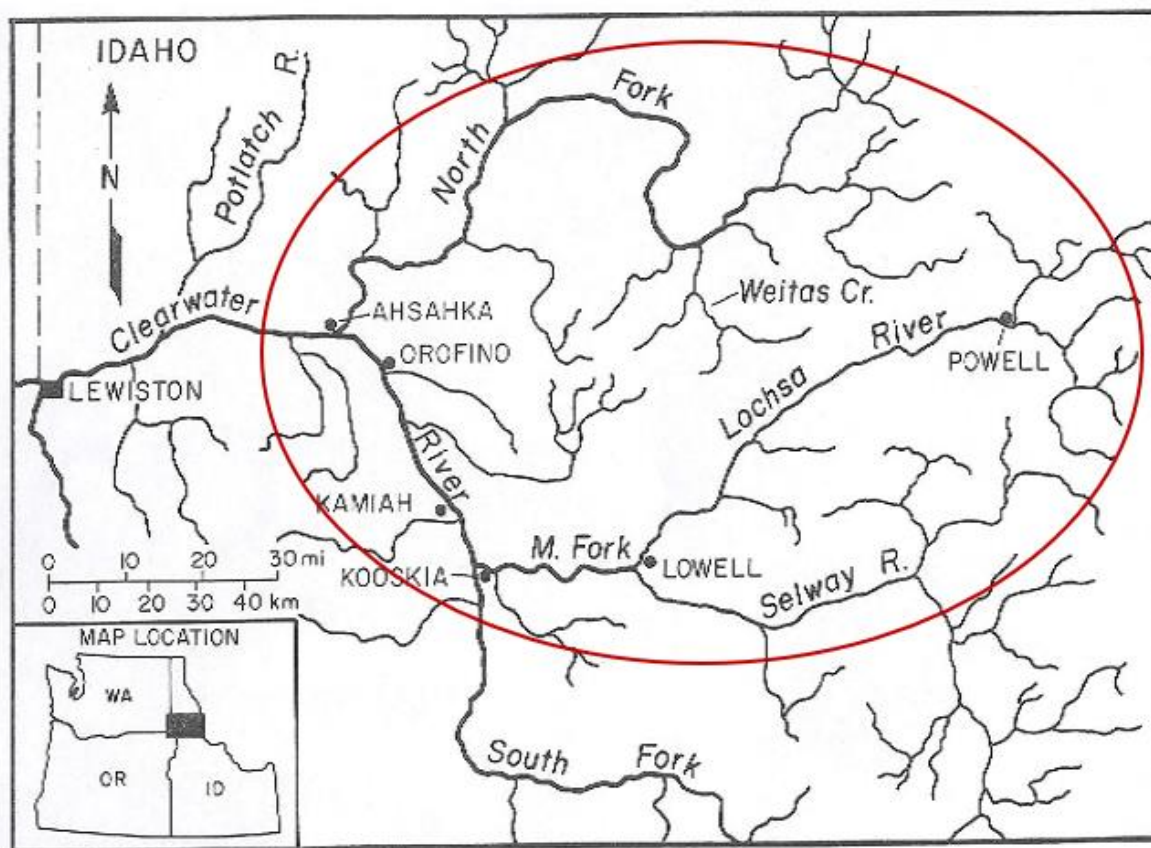 IDAHO
N
Potlatch R.
North Fork
Clearwater
AHSAHKA
OROFINO
LEWISTON
River
Weitas Cr.
Lochsa River
POWELL
KAMIAH
M. Fork
LOWELL
KOOSKIA
Selway R.
South Fork
0 10 20 30 mi
0 10 20 30 40 km
MAP LOCATION
WA
OR
ID